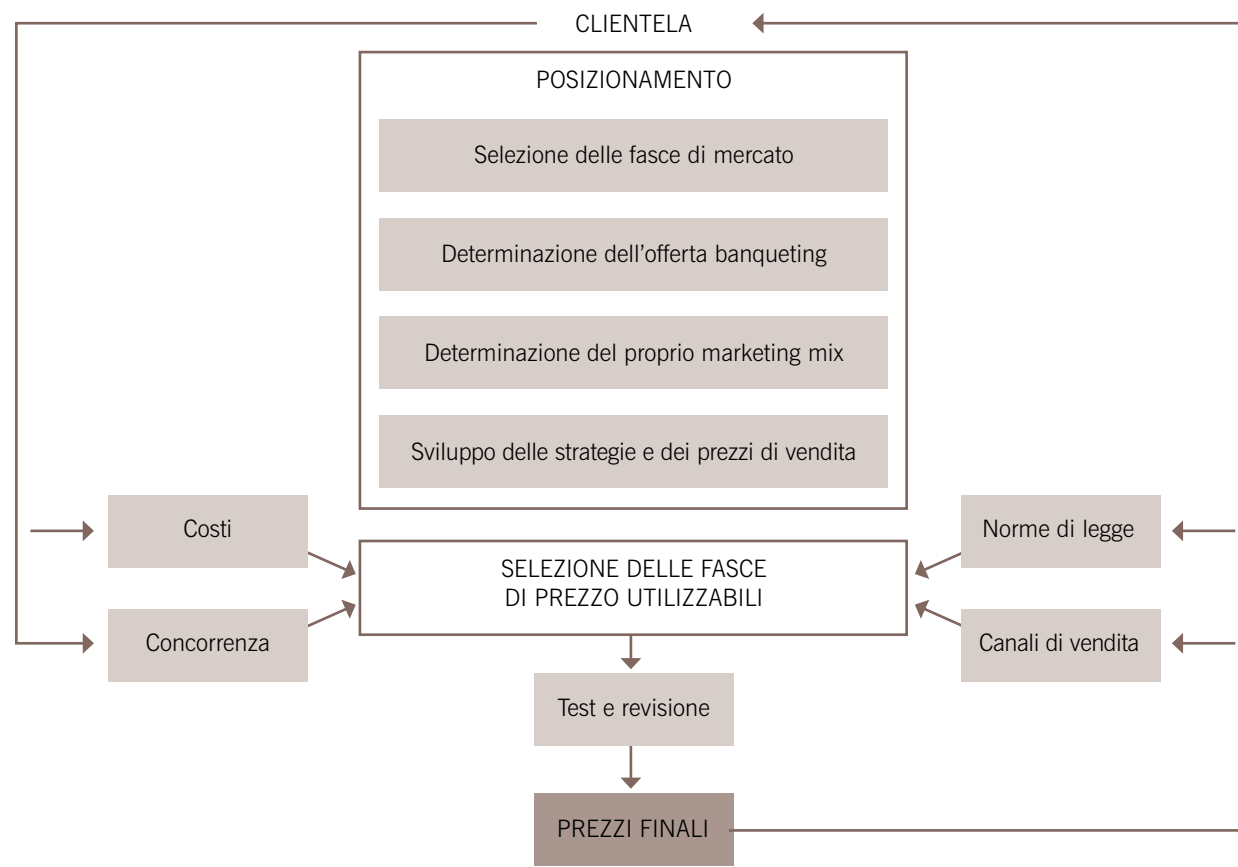 CLIENTELA
POSIZIONAMENTO
Selezione delle fasce di mercato
Determinazione dell'offerta banqueting
Determinazione del proprio marketing mix
Sviluppo delle strategie e dei prezzi di vendita
Costi
Norme di legge
SELEZIONE DELLE FASCE
DI PREZZO UTILIZZABILI
Concorrenza
Canali di vendita
Test e revisione
PREZZI FINALI